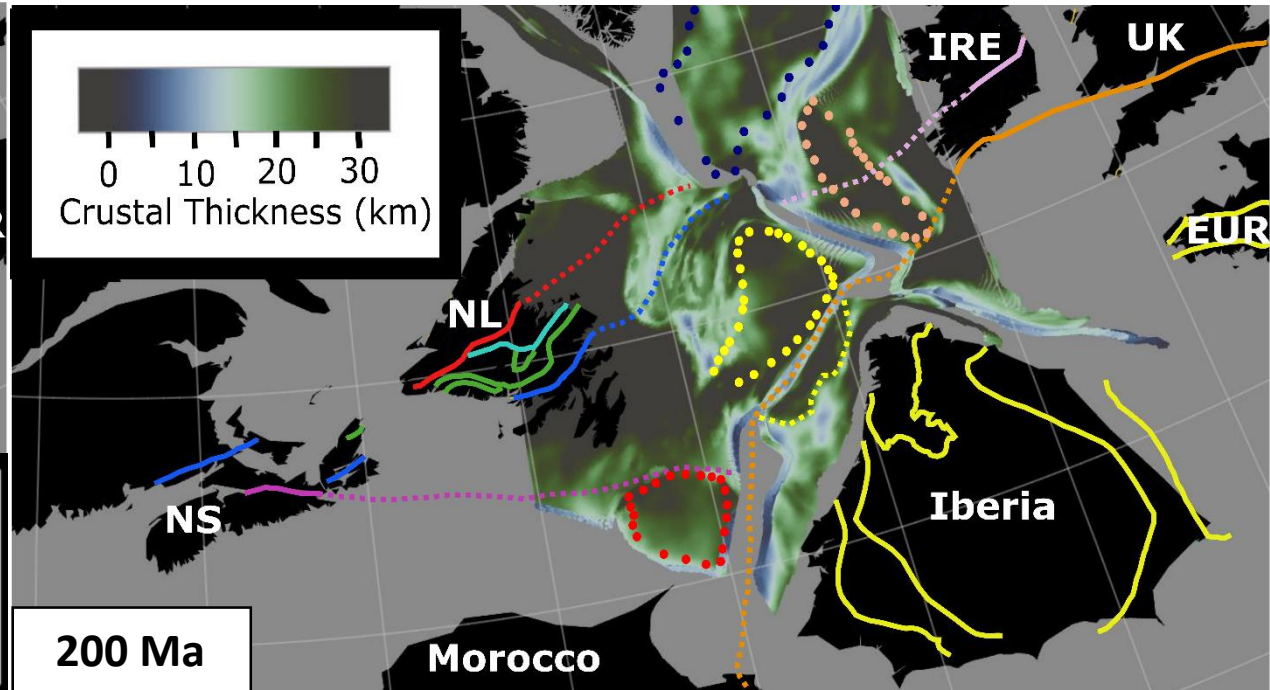 0 10 20 30
Crustal Thickness (km)
IRE
UK
R
EUR
NL
NS
Iberia
Morocco
200 Ma